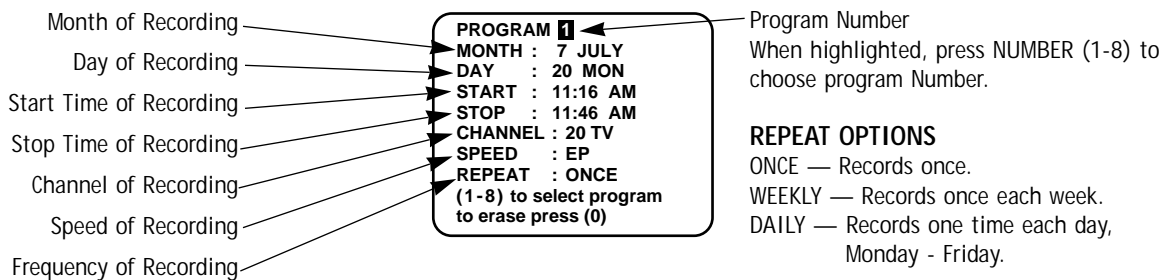 Month of Recording
Day of Recording
Start Time of Recording
Stop Time of Recording
Channel of Recording
Speed of Recording
Frequency of Recording
PROGRAM 1
MONTH : 7 JULY
DAY : 20 MON
START : 11:16 AM
STOP : 11:46 AM
CHANNEL : 20 TV
SPEED : EP
REPEAT : ONCE
(1-8) to select program
to erase press (0)
Program Number
When highlighted, press NUMBER (1-8) to
choose program Number.
REPEAT OPTIONS
ONCE — Records once.
WEEKLY — Records once each week.
DAILY — Records one time each day,
Monday - Friday.